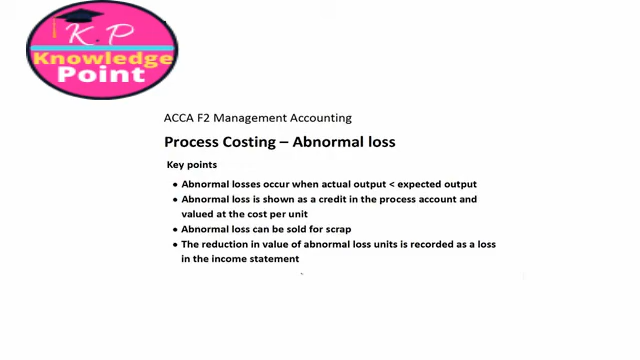 K.P
Knowledge
Point
ACCA F2 Management Accounting
Process Costing – Abnormal loss
Key points
• Abnormal losses occur when actual output < expected output
• Abnormal loss is shown as a credit in the process account and
valued at the cost per unit
• Abnormal loss can be sold for scrap
• The reduction in value of abnormal loss units is recorded as a loss
in the income statement